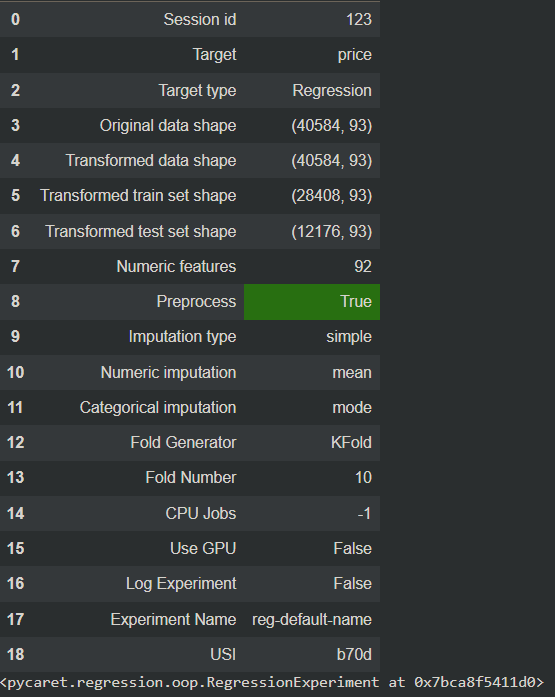 0 Session id 123
1 Target price
2 Target type Regression
3 Original data shape (40584, 93)
4 Transformed data shape (40584, 93)
5 Transformed train set shape (28408, 93)
6 Transformed test set shape (12176, 93)
7 Numeric features 92
8 Preprocess True
9 Imputation type simple
10 Numeric imputation mean
11 Categorical imputation mode
12 Fold Generator KFold
13 Fold Number 10
14 CPU Jobs -1
15 Use GPU False
16 Log Experiment False
17 Experiment Name reg-default-name
18 USI b70d
<pycaret.regression.oop.RegressionExperiment at 0x7bca8f5411d0>